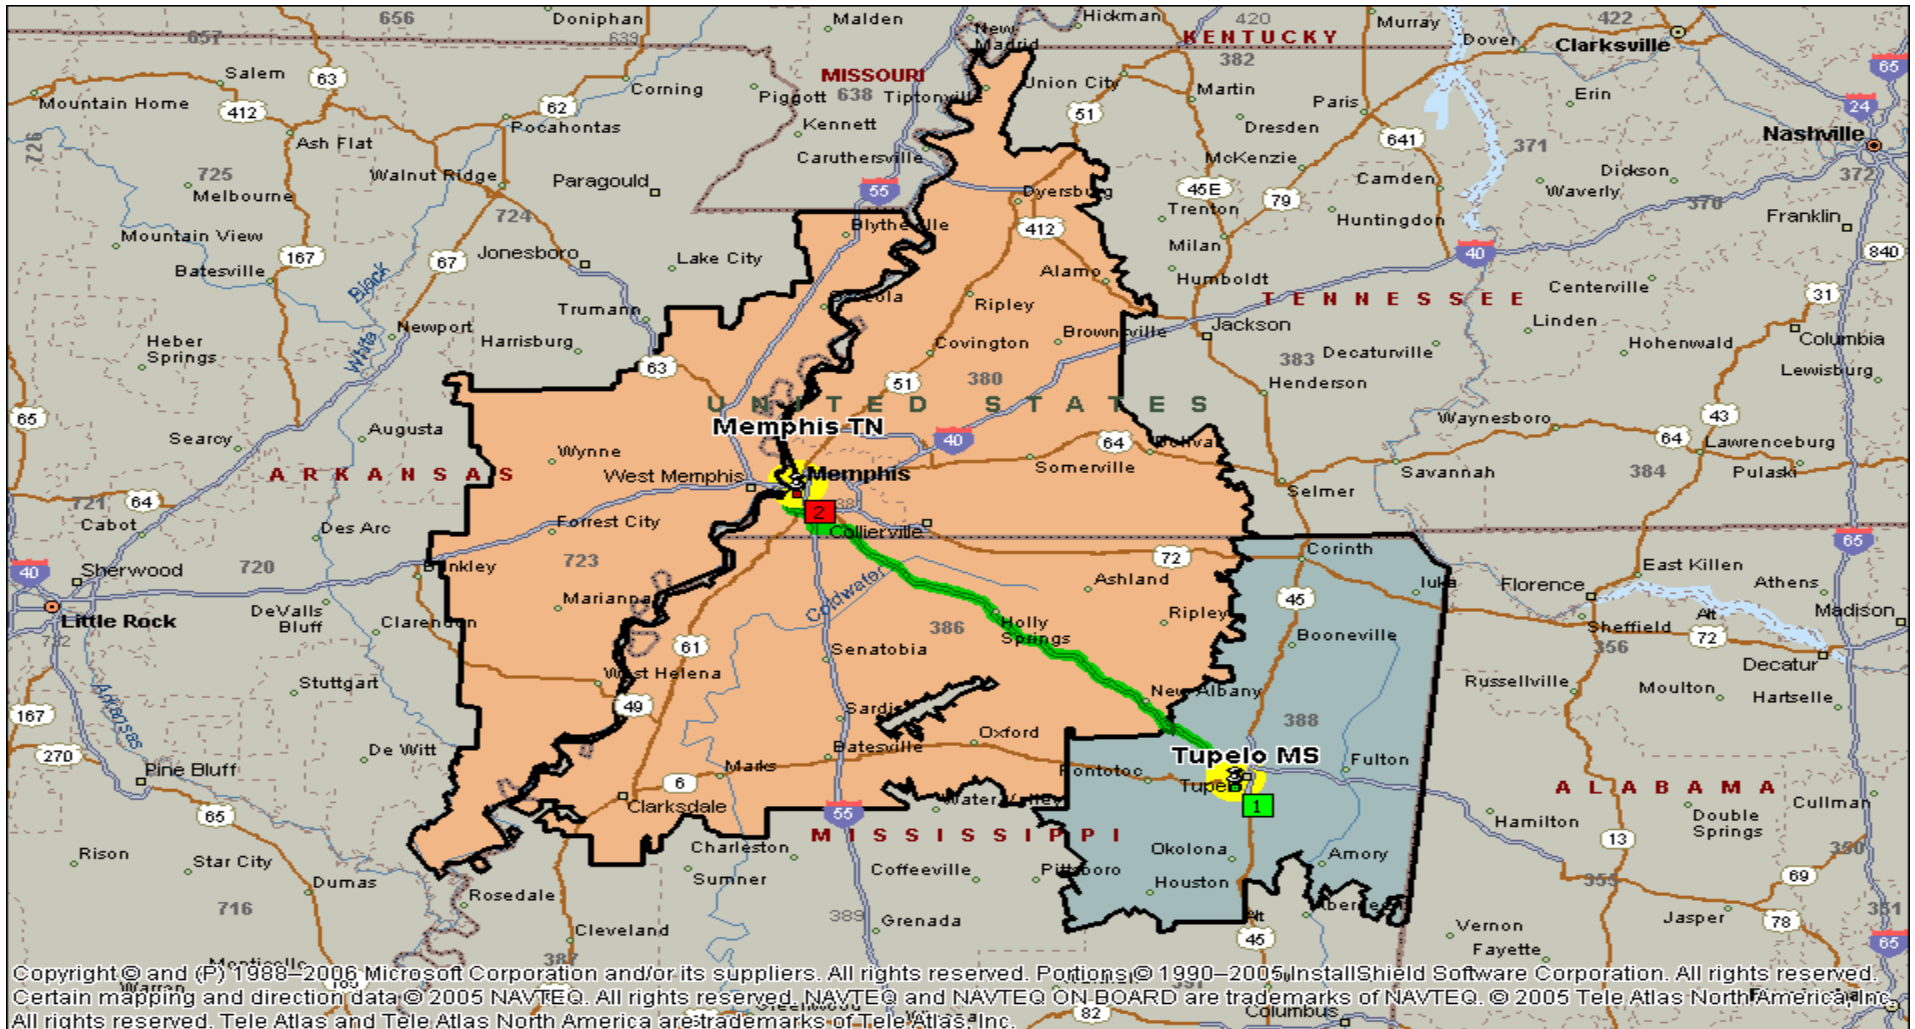 656
Doniphan
Malden
New Madrid
Hickman
420
Murray
422
657
639
KENTUCKY
Dover
Clarksville
Salem
63
MISSOURI
382
65
Mountain Home
Corning
Piggott
638
Tiptonville
Union City
Martin
Paris
Erin
24
412
62
51
Pocahontas
Kennett
Dresden
641
Nashville
726
Ash Flat
Caruthersville
McKenzie
371
725
Walnut Ridge
Paragould
55
45E
Camden
Dickson
372
Melbourne
Dyersburg
79
Waverly
724
Trenton
Huntingdon
370
Franklin
Mountain View
Blytheville
412
Milan
40
840
167
67
Jonesboro
Lake City
Batesville
Black
Alamo
Humboldt
Centerville
31
Trumann
Osceola
Ripley
TENNESSEE
Newport
Brownsville
Jackson
Linden
Columbia
Heber Springs
White
Harrisburg
Covington
383
Decaturville
Hohenwald
63
51
380
Henderson
Lewisburg
65
UNITED STATES
43
Memphis TN
Waynesboro
Searcy
Augusta
40
64
Bolivar
64
Lawrenceburg
Wynne
Somerville
ARKANSAS
West Memphis
Memphis
Savannah
384
Pulaski
721
64
Selmer
Cabot
Des Arc
Forrest City
2
Collierville
65
40
Sherwood
720
Brinkley
723
72
Corinth
East Killen
Coldwater
Ashland
Iuka
Florence
Athens
DeValls Bluff
Marianna
45
Madison
Little Rock
Clarendon
386
Holly Springs
Ripley
Booneville
Sheffield
Alt
72
61
Senatobia
356
Decatur
Stuttgart
West Helena
New Albany
Russellville
Moulton
Hartselle
Arkansas
167
49
Sardis
388
270
De Witt
Batesville
Oxford
Tupelo MS
Fulton
Pine Bluff
Marks
Pontotoc
Tupelo
6
ALABAMA
Clarksdale
Water Valley
1
Cullman
65
55
MISSISSIPPI
Hamilton
Double Springs
13
Rison
Charleston
Okolona
Amory
350
Star City
Sumner
Coffeeville
Pittsboro
Houston
355
69
Dumas
Rosedale
Aberdeen
716
389
Grenada
Alt
45
Vernon
Jasper
78
351
Cleveland
Fayette
65
387
Monticello
Copyright © and (P) 1988–2006 Microsoft Corporation and/or its suppliers. All rights reserved. Portions © 1990–2005 InstallShield Software Corporation. All rights reserved.
Certain mapping and direction data © 2005 NAVTEQ. All rights reserved. NAVTEQ and NAVTEQ ON BOARD are trademarks of NAVTEQ. © 2005 Tele Atlas North America, Inc.
All rights reserved. Tele Atlas and Tele Atlas North America are trademarks of Tele Atlas, Inc.
82
Columbus